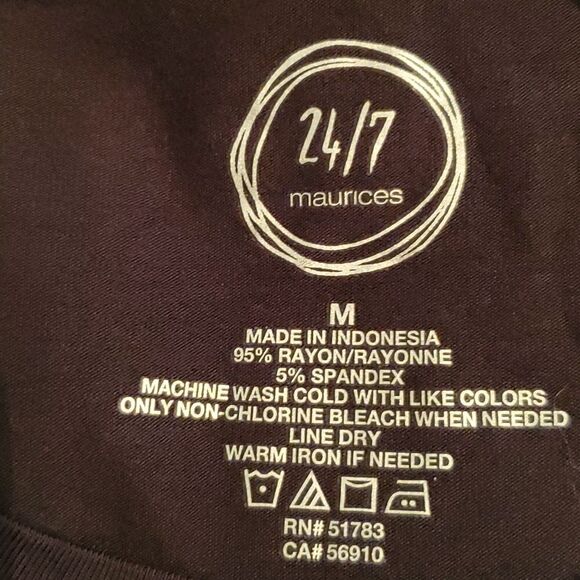 24/7
maurices
M
MADE IN INDONESIA
95% RAYON/RAYONNE
5% SPANDEX
MACHINE WASH COLD WITH LIKE COLORS
ONLY NON-CHLORINE BLEACH WHEN NEEDED
LINE DRY
WARM IRON IF NEEDED
RN# 51783
CA# 56910